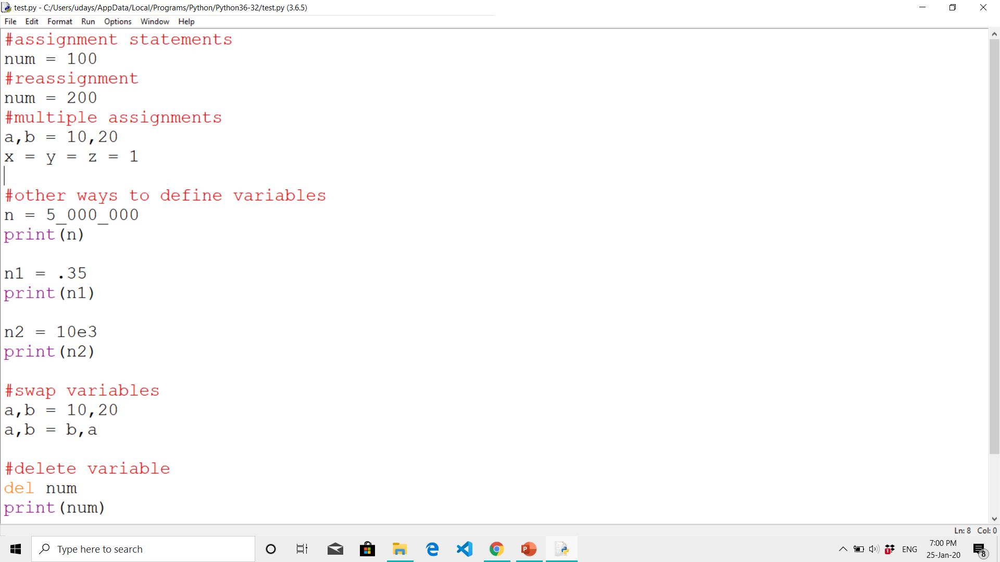 test.py - C:/Users/udays/AppData/Local/Programs/Python/Python36-32/test.py (3.6.5)
File Edit Format Run Options Window Help
#assignment statements
num = 100
#reassignment
num = 200
#multiple assignments
a,b = 10,20
x = y = z = 1
#other ways to define variables
n = 5_000_000
print(n)
n1 = .35
print(n1)
n2 = 10e3
print(n2)
#swap variables
a,b = 10,20
a,b = b,a
#delete variable
del num
print(num)
Ln: 8 Col: 0
Type here to search
P
1
ENG
7:00 PM
25-Jan-20
8